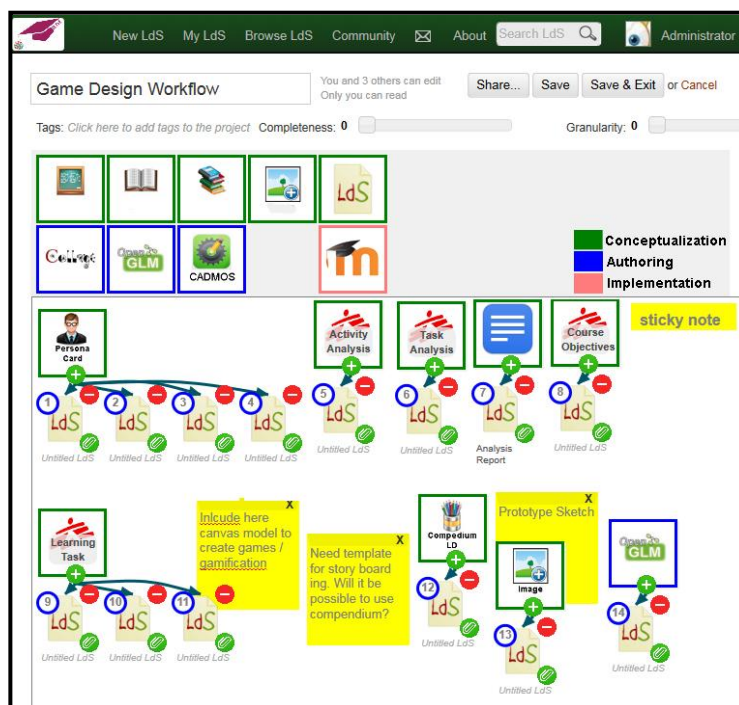 New LdS My LdS Browse LdS Community About Search LdS Administrator
Game Design Workflow
You and 3 others can edit
Only you can read
Share... Save Save & Exit or Cancel
Tags: Click here to add tags to the project Completeness: 0 Granularity: 0
LdS
Collage
Open
GLM
CADMOS
m
Conceptualization
Authoring
Implementation
Persona
Card
Activity
Analysis
Task
Analysis
Course
Objectives
sticky note
1 2 3 4 5 6 7 8
LdS LdS LdS LdS LdS LdS LdS LdS
Untitled LdS Untitled LdS Untitled LdS Untitled LdS Untitled LdS Untitled LdS Analysis Report Untitled LdS
Learning
Task
X
Inlcude here
canvas model to
create games /
gamification
X
Need template
for story board
ing. Will it be
possible to use
compendium?
Compedium
LD
X
Prototype Sketch
Image
Open
GLM
9 10 11 12 13 14
LdS LdS LdS LdS LdS LdS
Untitled LdS Untitled LdS Untitled LdS Untitled LdS Untitled LdS Untitled LdS